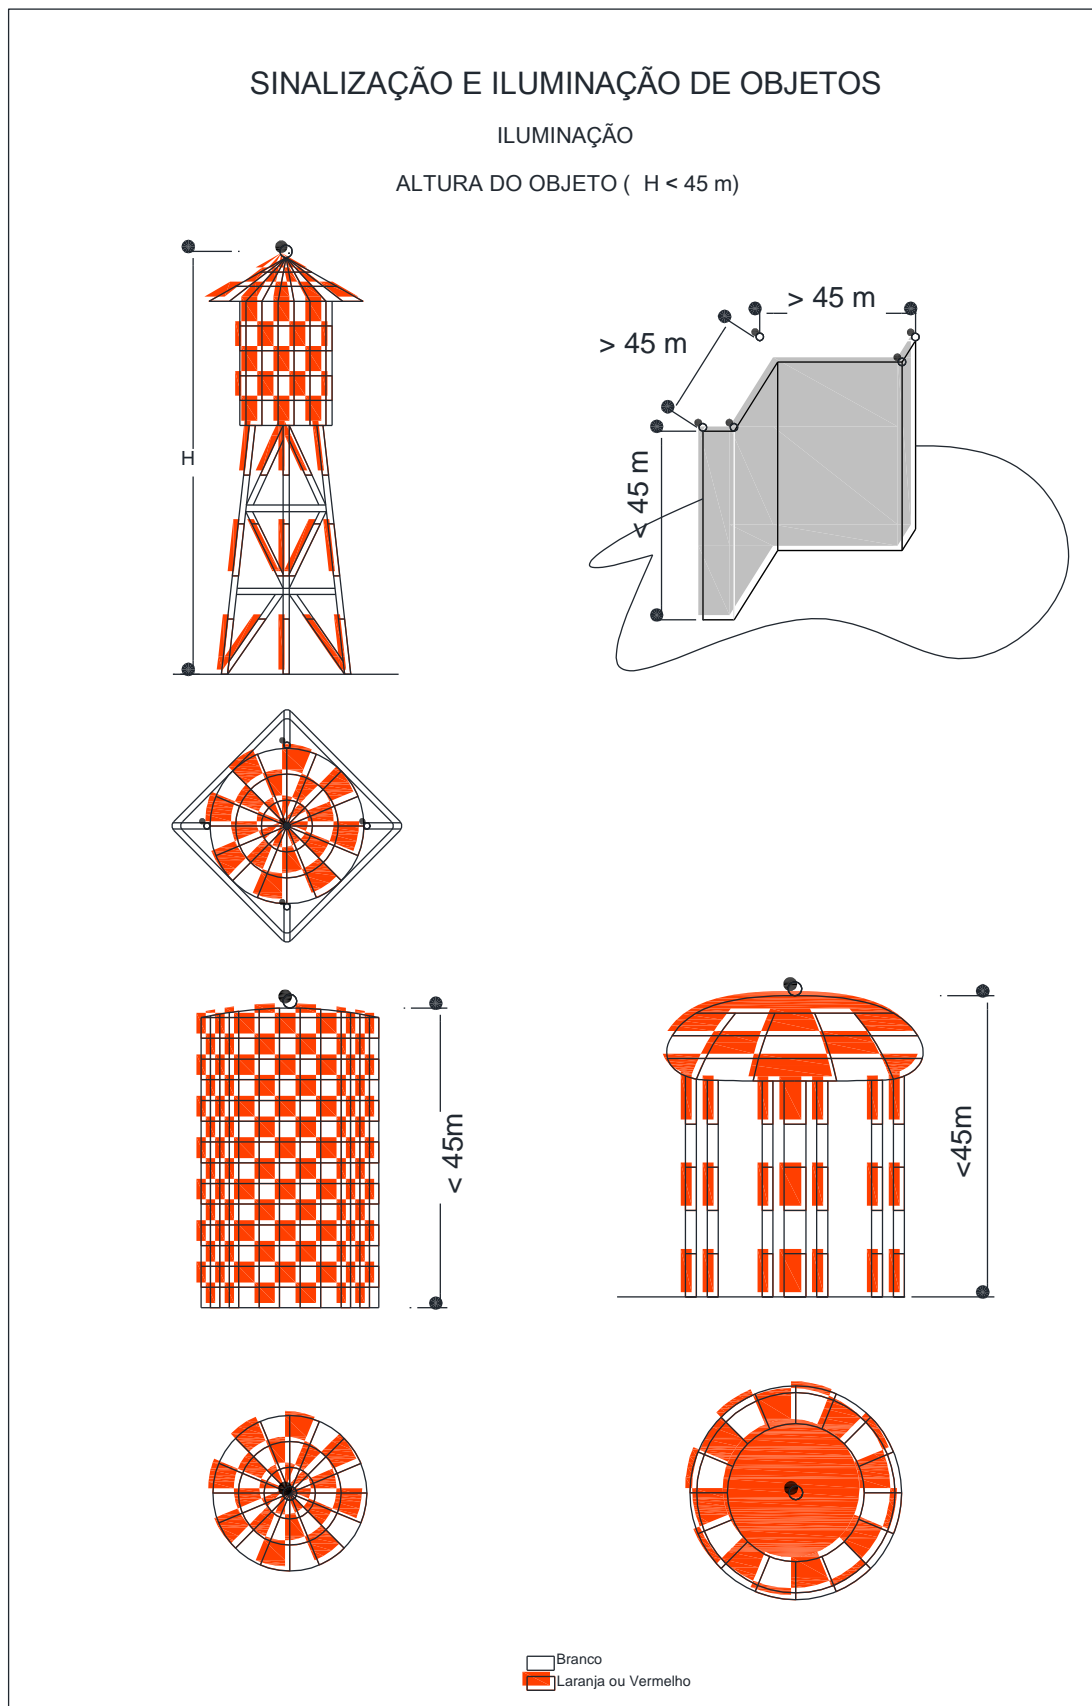 SINALIZAÇÃO E ILUMINAÇÃO DE OBJETOS
ILUMINAÇÃO
ALTURA DO OBJETO ( H < 45 m)
> 45 m
> 45 m
< 45 m
H
< 45m
<45m
Branco
Laranja ou Vermelho